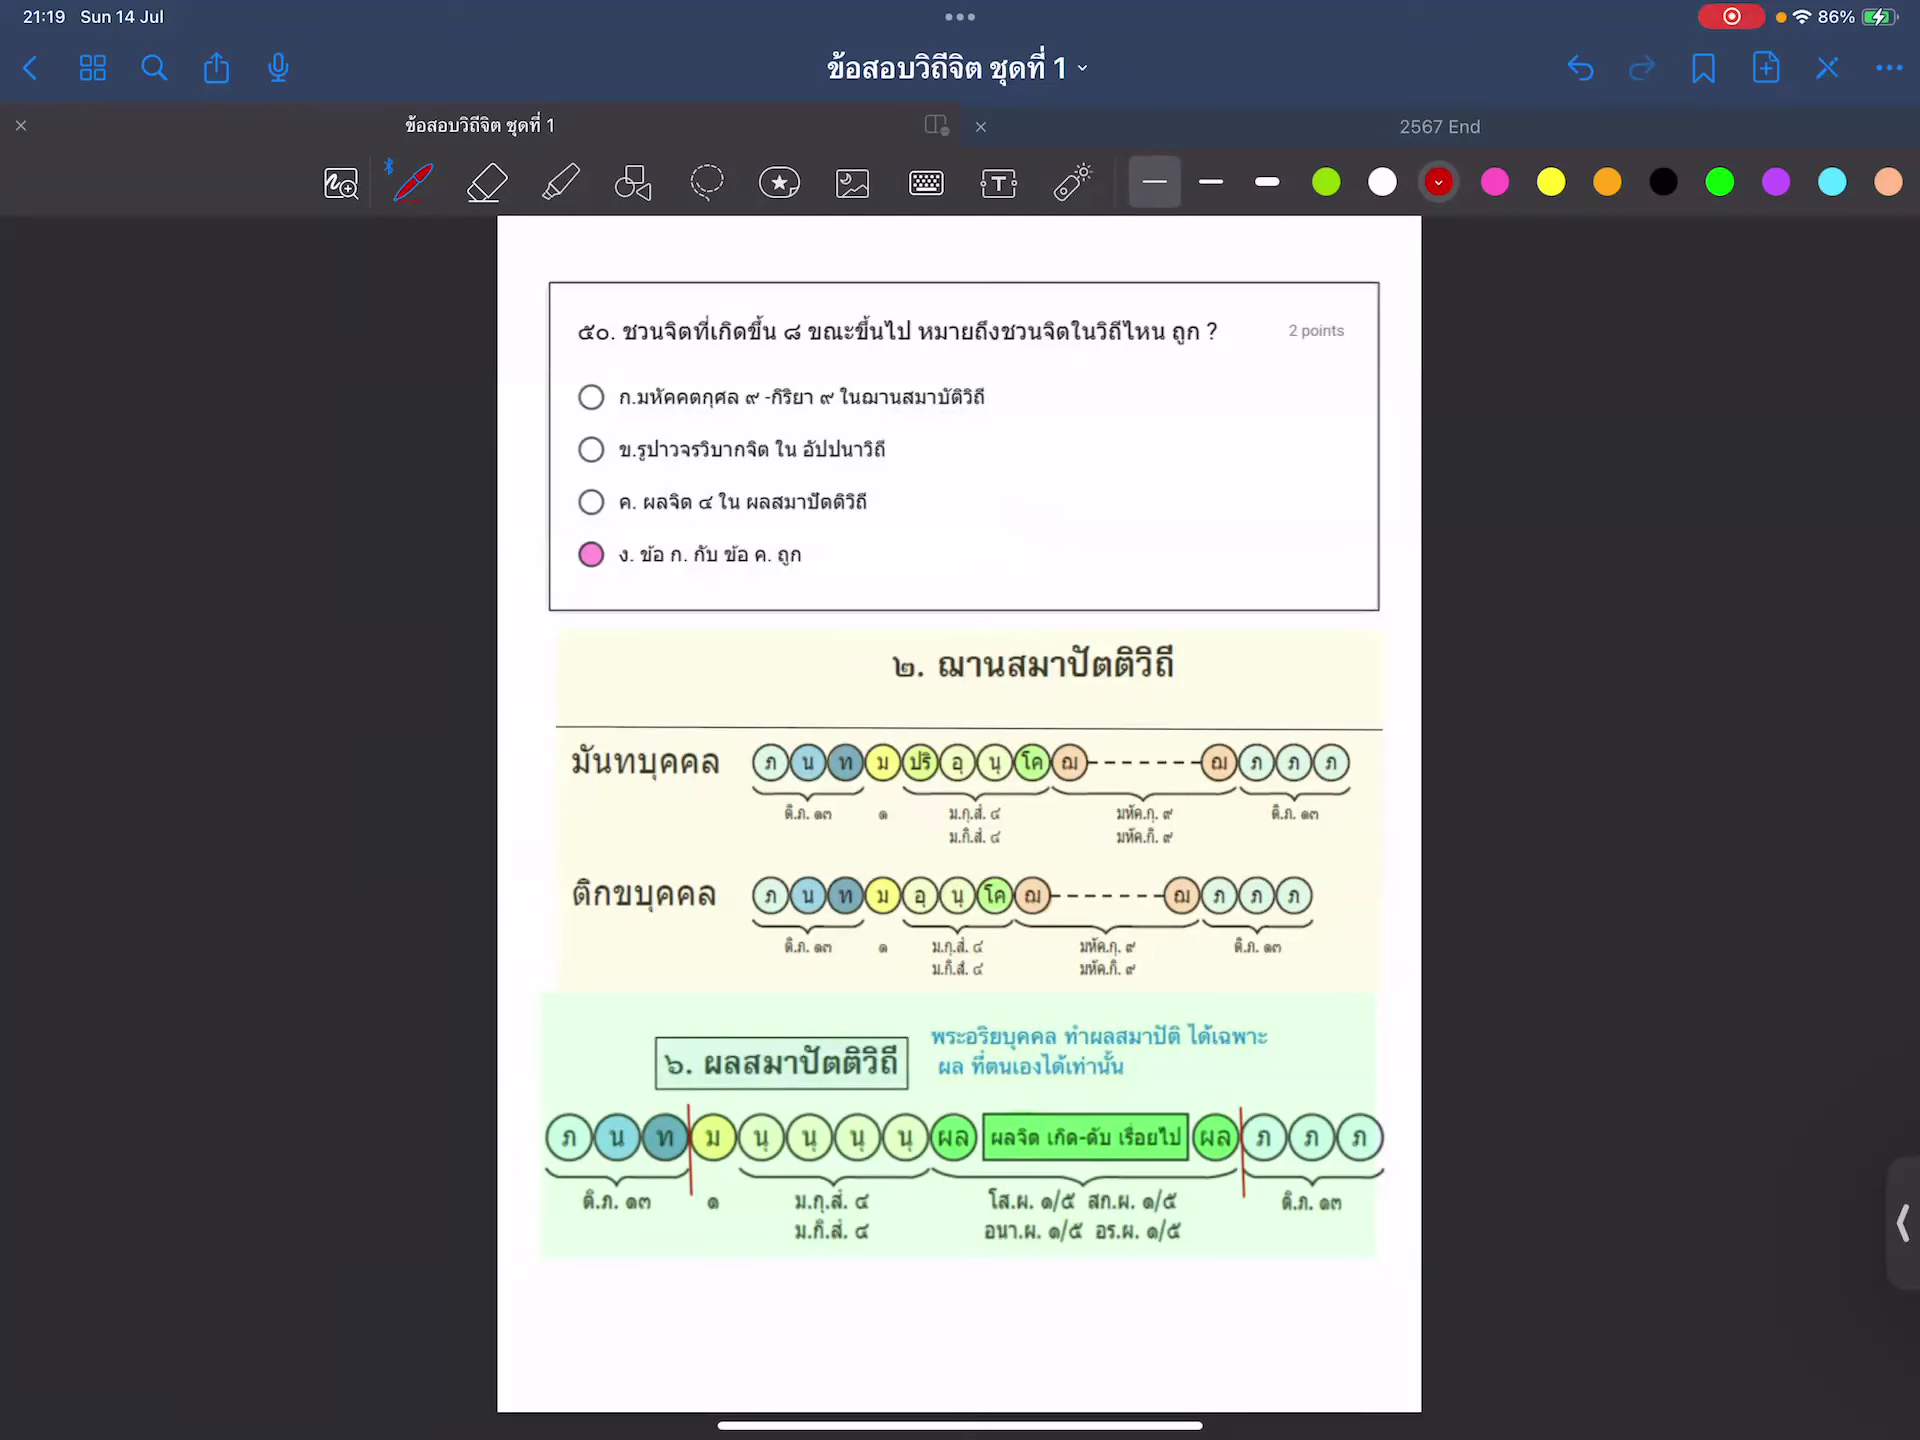 21:19 Sun 14 Jul
86%
ข้อสอบวิถีจิต ชุดที่ 1
ข้อสอบวิถีจิต ชุดที่ 1
2567 End
๕๐. ชวนจิตที่เกิดขึ้น ๘ ขณะขึ้นไป หมายถึงชวนจิตในวิถีไหน ถูก ?
2 points
ก.มหัคคตกุศล ๙ -กิริยา ๙ ในฌานสมาบัติวิถี
ข.รูปาวจรวิบากจิต ใน อัปปนาวิถี
ค. ผลจิต ๔ ใน ผลสมาปัตติวิถี
ง. ข้อ ก. กับ ข้อ ค. ถูก
๒. ฌานสมาปัตติวิถี
มันทบุคคล ภ น ท ม ปริ อุ นุ โค ฌ ฌ ภ ภ ภ
ติ.ภ. ๑๓ ๑ ม.กุ.สํ. ๔ มหัค.กุ. ๙ ติ.ภ. ๑๓
ม.กิ.สํ. ๔ มหัค.กิ. ๙
ติกขบุคคล ภ น ท ม อุ นุ โค ฌ ฌ ภ ภ ภ
ติ.ภ. ๑๓ ๑ ม.กุ.สํ. ๔ มหัค.กุ. ๙ ติ.ภ. ๑๓
ม.กิ.สํ. ๔ มหัค.กิ. ๙
๖. ผลสมาปัตติวิถี
พระอริยบุคคล ทำผลสมาปัติ ได้เฉพาะ
ผล ที่ตนเองได้เท่านั้น
ภ น ท ม นุ นุ นุ นุ ผล ผลจิต เกิด-ดับ เรื่อยไป ผล ภ ภ ภ
ติ.ภ. ๑๓ ๑ ม.กุ.สํ. ๔ โส.ผ. ๑/๕ สก.ผ. ๑/๕ ติ.ภ. ๑๓
ม.กิ.สํ. ๔ อนา.ผ. ๑/๕ อร.ผ. ๑/๕